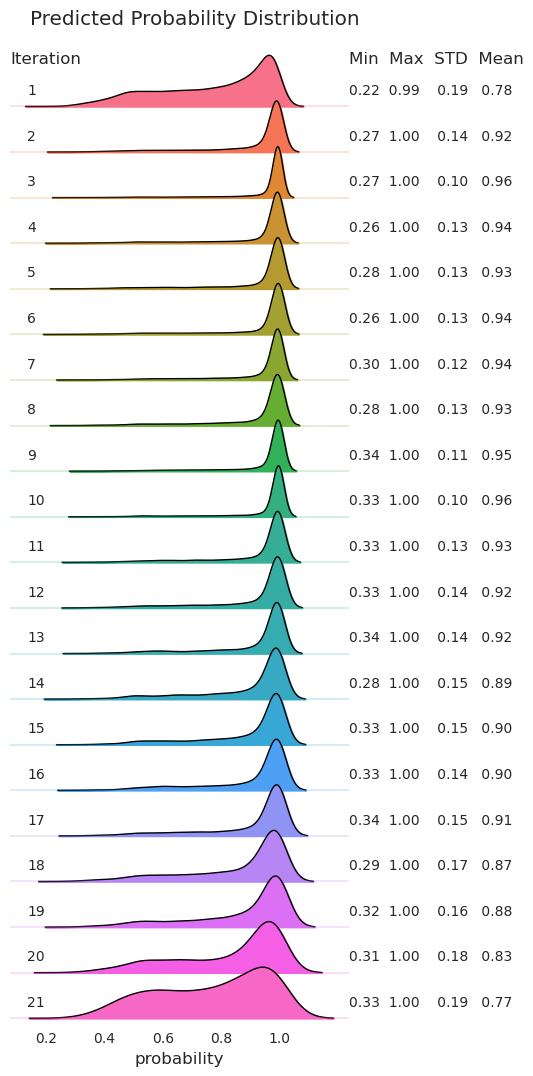 Predicted Probability Distribution
Iteration Min Max STD Mean
1 0.22 0.99 0.19 0.78
2 0.27 1.00 0.14 0.92
3 0.27 1.00 0.10 0.96
4 0.26 1.00 0.13 0.94
5 0.28 1.00 0.13 0.93
6 0.26 1.00 0.13 0.94
7 0.30 1.00 0.12 0.94
8 0.28 1.00 0.13 0.93
9 0.34 1.00 0.11 0.95
10 0.33 1.00 0.10 0.96
11 0.33 1.00 0.13 0.93
12 0.33 1.00 0.14 0.92
13 0.34 1.00 0.14 0.92
14 0.28 1.00 0.15 0.89
15 0.33 1.00 0.15 0.90
16 0.33 1.00 0.14 0.90
17 0.34 1.00 0.15 0.91
18 0.29 1.00 0.17 0.87
19 0.32 1.00 0.16 0.88
20 0.31 1.00 0.18 0.83
21 0.33 1.00 0.19 0.77
0.2 0.4 0.6 0.8 1.0
probability